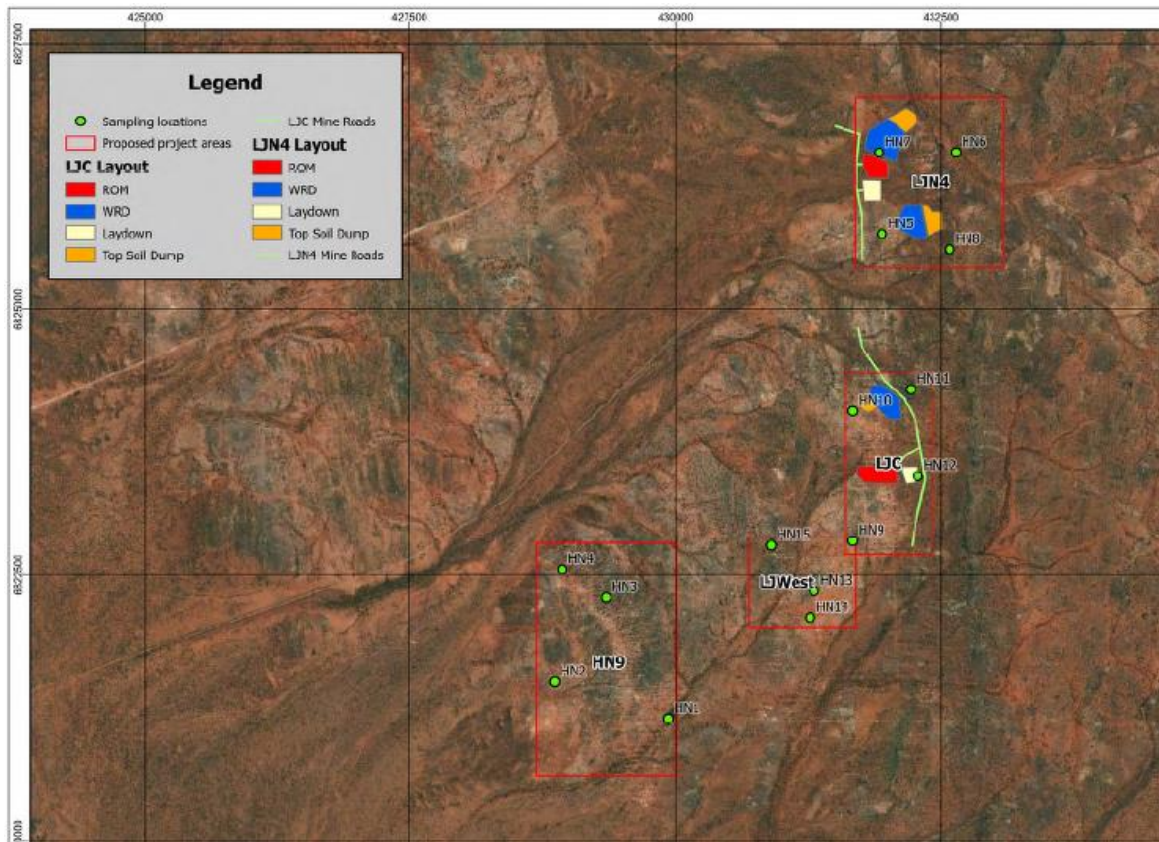 425000 427500 430000 432500
6827500
Legend
Sampling locations
Proposed project areas
LJC Layout
ROM
WRD
Laydown
Top Soil Dump
LJC Mine Roads
LJN4 Layout
ROM
WRD
Laydown
Top Soil Dump
LJN4 Mine Roads
HN7
HN6
LJN4
HN5
HN8
6825000
HN11
HN10
LJC
HN12
HN9
HN15
HN4
6822500
LJWest
HN13
HN3
HN9
HN2
HN1